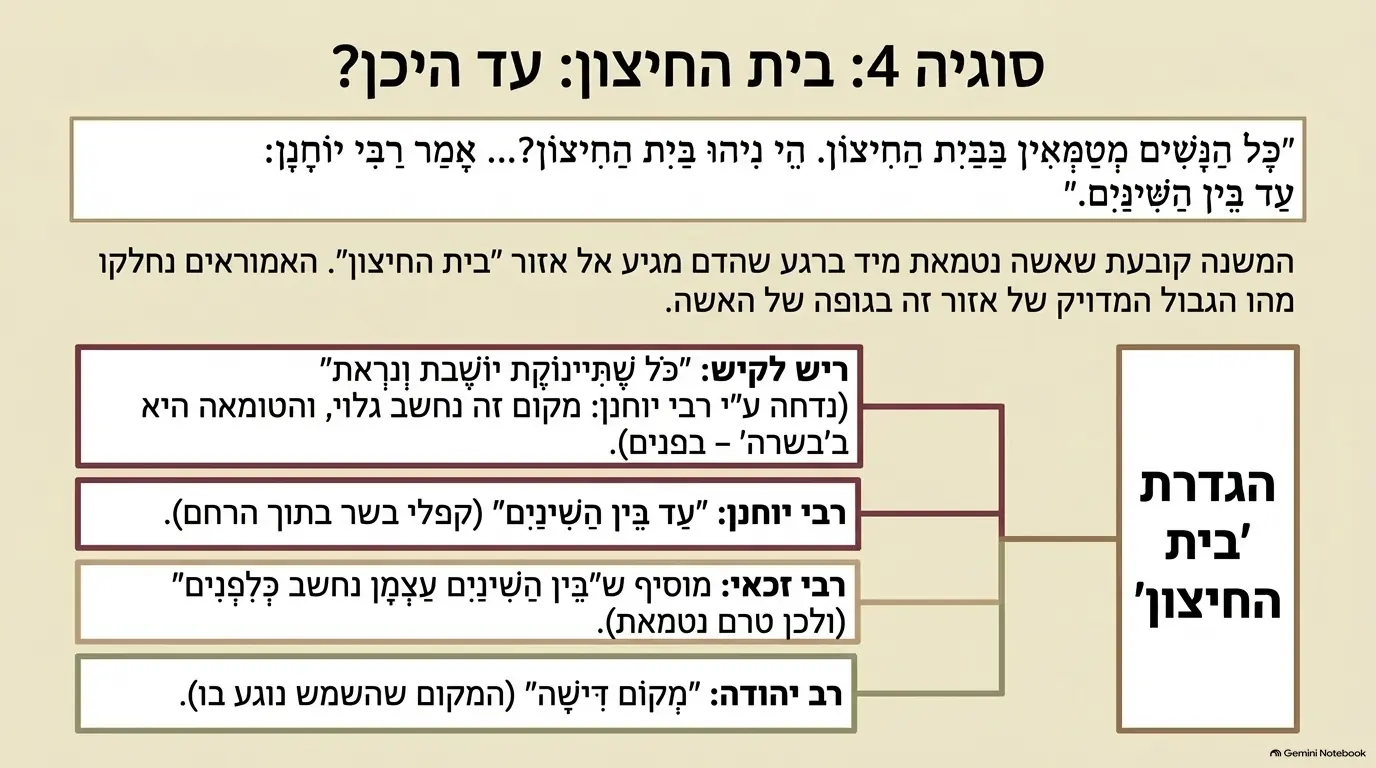 סוגיה 4: בית החיצון: עד היכן?
"כָּל הַנָּשִׁים מְטַמְּאִין בַּבַּיִת הַחִיצוֹן. הֵי נִיהוּ בַּיִת הַחִיצוֹן?... אָמַר רַבִּי יוֹחָנָן:
עַד בֵּין הַשִּׁינַּיִם."
המשנה קובעת שאשה נטמאת מיד ברגע שהדם מגיע אל אזור "בית החיצון". האמוראים נחלקו
מהו הגבול המדויק של אזור זה בגופה של האשה.
הגדרת
'בית
החיצון'
ריש לקיש: "כֹּל שֶׁתִּיינוֹקֶת יוֹשֶׁבת וְנרְאת"
(נדחה ע"י רבי יוחנן: מקום זה נחשב גלוי, והטומאה היא
ב'בשרה' – בפנים).
רבי יוחנן: "עַד בֵּין הַשִּׁינַיִם" (קפלי בשר בתוך הרחם).
רבי זכאי: מוסיף ש"בֵּין הַשִּׁינַיִם עַצְמָן נחשב כְּלִפְנִים"
(ולכן טרם נטמאת).
רב יהודה: "מְקוֹם דִּישָׁה" (המקום שהשמש נוגע בו).
Gemini Notebook